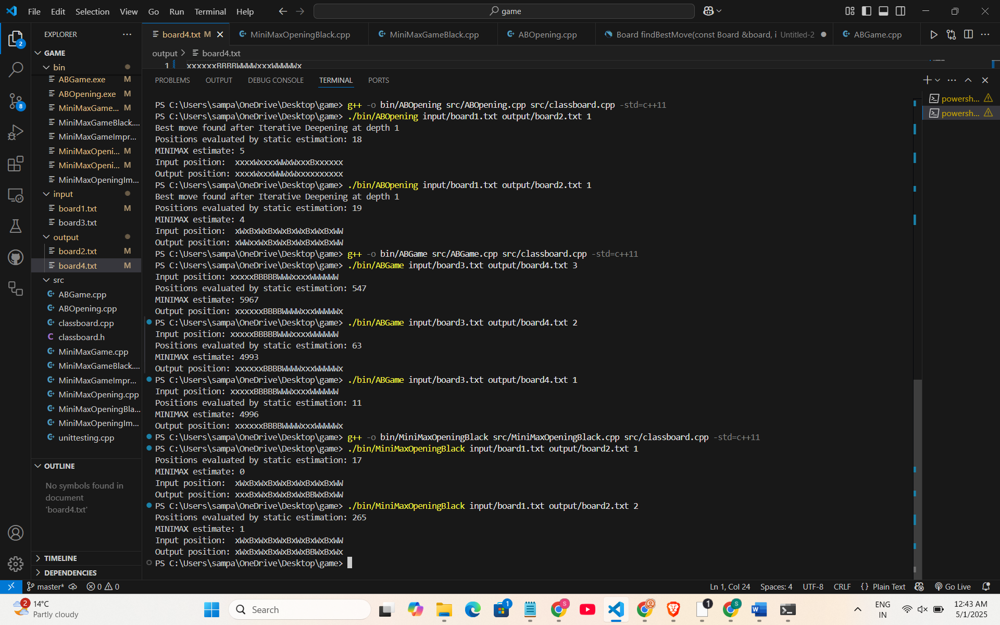 File Edit Selection View Go Run Terminal Help
game
EXPLORER
board4.txt M
MiniMaxOpeningBlack.cpp
MiniMaxGameBlack.cpp
ABOpening.cpp
Board findBestMove(const Board &board, i Untitled-2
ABGame.cpp
output > board4.txt
1 xxxxxxBBBBWWWWxxxWWWWWx
GAME
bin
ABGame.exe M
ABOpening.exe M
MiniMaxGame... M
MiniMaxGameBlack....
MiniMaxGameImpr...
MiniMaxOpeni... M
MiniMaxOpeni... M
MiniMaxOpeningIm...
input
board1.txt M
board3.txt
output
board2.txt M
board4.txt M
src
ABGame.cpp
ABOpening.cpp
classboard.cpp
classboard.h
MiniMaxGame.cpp
MiniMaxGameBlack....
MiniMaxGameImpr...
MiniMaxOpening.cpp
MiniMaxOpeningBla...
MiniMaxOpeningIm...
unittesting.cpp
OUTLINE
No symbols found in
document
'board4.txt'
TIMELINE
DEPENDENCIES
2
8
PROBLEMS OUTPUT DEBUG CONSOLE TERMINAL PORTS
powersh...
powersh...
PS C:\Users\sampa\OneDrive\Desktop\game> g++ -o bin/ABOpening src/ABOpening.cpp src/classboard.cpp -std=c++11
PS C:\Users\sampa\OneDrive\Desktop\game> ./bin/ABOpening input/board1.txt output/board2.txt 1
Best move found after Iterative Deepening at depth 1
Positions evaluated by static estimation: 18
MINIMAX estimate: 5
Input position:  xxxxWxxxxWWxWxxxBxxxxxx
Output position: xxxxWxxxWWWxWxxxxxxxxxx
PS C:\Users\sampa\OneDrive\Desktop\game> ./bin/ABOpening input/board1.txt output/board2.txt 1
Best move found after Iterative Deepening at depth 1
Positions evaluated by static estimation: 19
MINIMAX estimate: 4
Input position:  xWxBxWxBxWxBxWxBxWxBxWW
Output position: xWWxxWxBxWxBxWxBxWxBxWW
PS C:\Users\sampa\OneDrive\Desktop\game> g++ -o bin/ABGame src/ABGame.cpp src/classboard.cpp -std=c++11
PS C:\Users\sampa\OneDrive\Desktop\game> ./bin/ABGame input/board3.txt output/board4.txt 3
Input position: xxxxxBBBBBWWWxxxxWWWWWW
Positions evaluated by static estimation: 547
MINIMAX estimate: 5967
Output position: xxxxxxBBBBWWWWxxxWWWWWx
PS C:\Users\sampa\OneDrive\Desktop\game> ./bin/ABGame input/board3.txt output/board4.txt 2
Input position: xxxxxBBBBBWWWxxxxWWWWWW
Positions evaluated by static estimation: 63
MINIMAX estimate: 4993
Output position: xxxxxxBBBBWWWWxxxWWWWWx
PS C:\Users\sampa\OneDrive\Desktop\game> ./bin/ABGame input/board3.txt output/board4.txt 1
Input position: xxxxxBBBBBWWWxxxxWWWWWW
Positions evaluated by static estimation: 11
MINIMAX estimate: 4996
Output position: xxxxxxBBBBWWWWxxxWWWWWx
PS C:\Users\sampa\OneDrive\Desktop\game> g++ -o bin/MiniMaxOpeningBlack src/MiniMaxOpeningBlack.cpp src/classboard.cpp -std=c++11
PS C:\Users\sampa\OneDrive\Desktop\game> ./bin/MiniMaxOpeningBlack input/board1.txt output/board2.txt 1
Positions evaluated by static estimation: 17
MINIMAX estimate: 0
Input position:  xWxBxWxBxWxBxWxBxWxBxWW
Output position: xxxBxWxBxWxBxWxBBWxBxWW
PS C:\Users\sampa\OneDrive\Desktop\game> ./bin/MiniMaxOpeningBlack input/board1.txt output/board2.txt 2
Positions evaluated by static estimation: 265
MINIMAX estimate: 1
Input position:  xWxBxWxBxWxBxWxBxWxBxWW
Output position: xWxBxWxBxWxBxWxBBWxBxWx
PS C:\Users\sampa\OneDrive\Desktop\game>
master* 0 0
Ln 1, Col 24 Spaces: 4 UTF-8 CRLF {} Plain Text Go Live
2
14°C
Partly cloudy
Search
1
S
1
S
ENG
IN
12:43 AM
5/1/2025